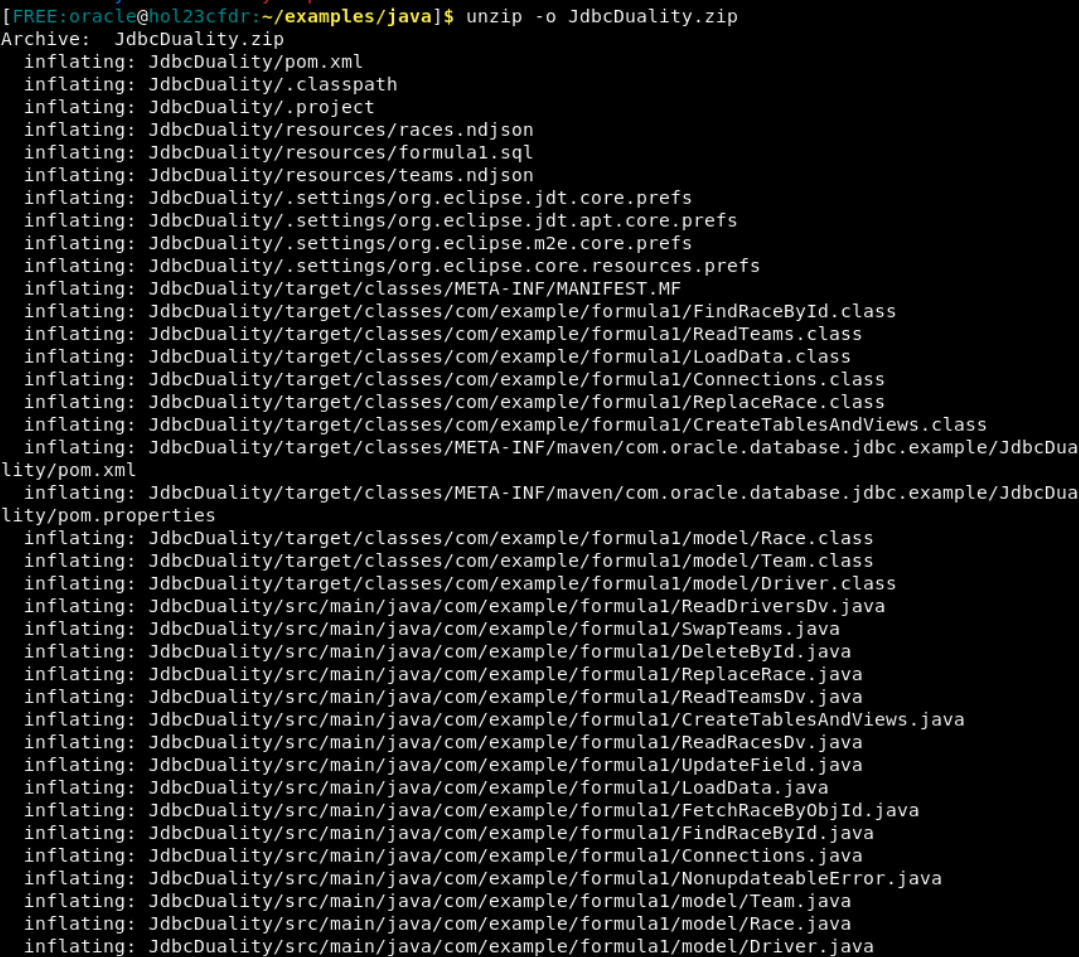 [FREE:oracle@hol23cfdr:~/examples/java]$ unzip -o JdbcDuality.zip
Archive:  JdbcDuality.zip
  inflating: JdbcDuality/pom.xml
  inflating: JdbcDuality/.classpath
  inflating: JdbcDuality/.project
  inflating: JdbcDuality/resources/races.ndjson
  inflating: JdbcDuality/resources/formula1.sql
  inflating: JdbcDuality/resources/teams.ndjson
  inflating: JdbcDuality/.settings/org.eclipse.jdt.core.prefs
  inflating: JdbcDuality/.settings/org.eclipse.jdt.apt.core.prefs
  inflating: JdbcDuality/.settings/org.eclipse.m2e.core.prefs
  inflating: JdbcDuality/.settings/org.eclipse.core.resources.prefs
  inflating: JdbcDuality/target/classes/META-INF/MANIFEST.MF
  inflating: JdbcDuality/target/classes/com/example/formula1/FindRaceById.class
  inflating: JdbcDuality/target/classes/com/example/formula1/ReadTeams.class
  inflating: JdbcDuality/target/classes/com/example/formula1/LoadData.class
  inflating: JdbcDuality/target/classes/com/example/formula1/Connections.class
  inflating: JdbcDuality/target/classes/com/example/formula1/ReplaceRace.class
  inflating: JdbcDuality/target/classes/com/example/formula1/CreateTablesAndViews.class
  inflating: JdbcDuality/target/classes/META-INF/maven/com.oracle.database.jdbc.example/JdbcDua
lity/pom.xml
  inflating: JdbcDuality/target/classes/META-INF/maven/com.oracle.database.jdbc.example/JdbcDua
lity/pom.properties
  inflating: JdbcDuality/target/classes/com/example/formula1/model/Race.class
  inflating: JdbcDuality/target/classes/com/example/formula1/model/Team.class
  inflating: JdbcDuality/target/classes/com/example/formula1/model/Driver.class
  inflating: JdbcDuality/src/main/java/com/example/formula1/ReadDriversDv.java
  inflating: JdbcDuality/src/main/java/com/example/formula1/SwapTeams.java
  inflating: JdbcDuality/src/main/java/com/example/formula1/DeleteById.java
  inflating: JdbcDuality/src/main/java/com/example/formula1/ReplaceRace.java
  inflating: JdbcDuality/src/main/java/com/example/formula1/ReadTeamsDv.java
  inflating: JdbcDuality/src/main/java/com/example/formula1/CreateTablesAndViews.java
  inflating: JdbcDuality/src/main/java/com/example/formula1/ReadRacesDv.java
  inflating: JdbcDuality/src/main/java/com/example/formula1/UpdateField.java
  inflating: JdbcDuality/src/main/java/com/example/formula1/LoadData.java
  inflating: JdbcDuality/src/main/java/com/example/formula1/FetchRaceByObjId.java
  inflating: JdbcDuality/src/main/java/com/example/formula1/FindRaceById.java
  inflating: JdbcDuality/src/main/java/com/example/formula1/Connections.java
  inflating: JdbcDuality/src/main/java/com/example/formula1/NonupdateableError.java
  inflating: JdbcDuality/src/main/java/com/example/formula1/model/Team.java
  inflating: JdbcDuality/src/main/java/com/example/formula1/model/Race.java
  inflating: JdbcDuality/src/main/java/com/example/formula1/model/Driver.java